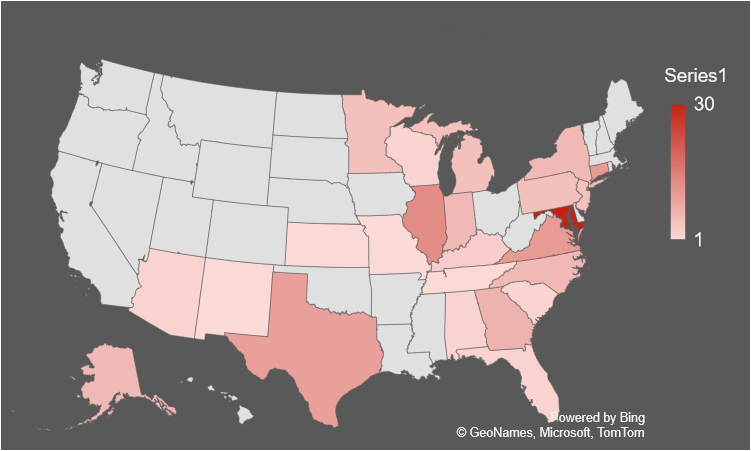 Series1
30
1
Powered by Bing
© GeoNames, Microsoft, TomTom